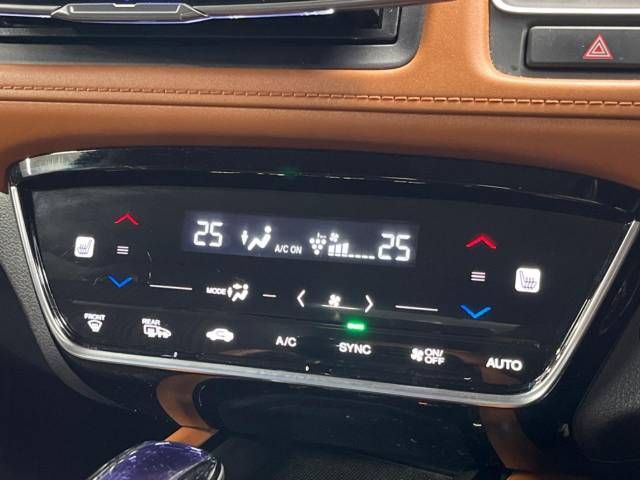 25 A/C ON 25
MODE
FRONT REAR A/C SYNC ON/OFF AUTO